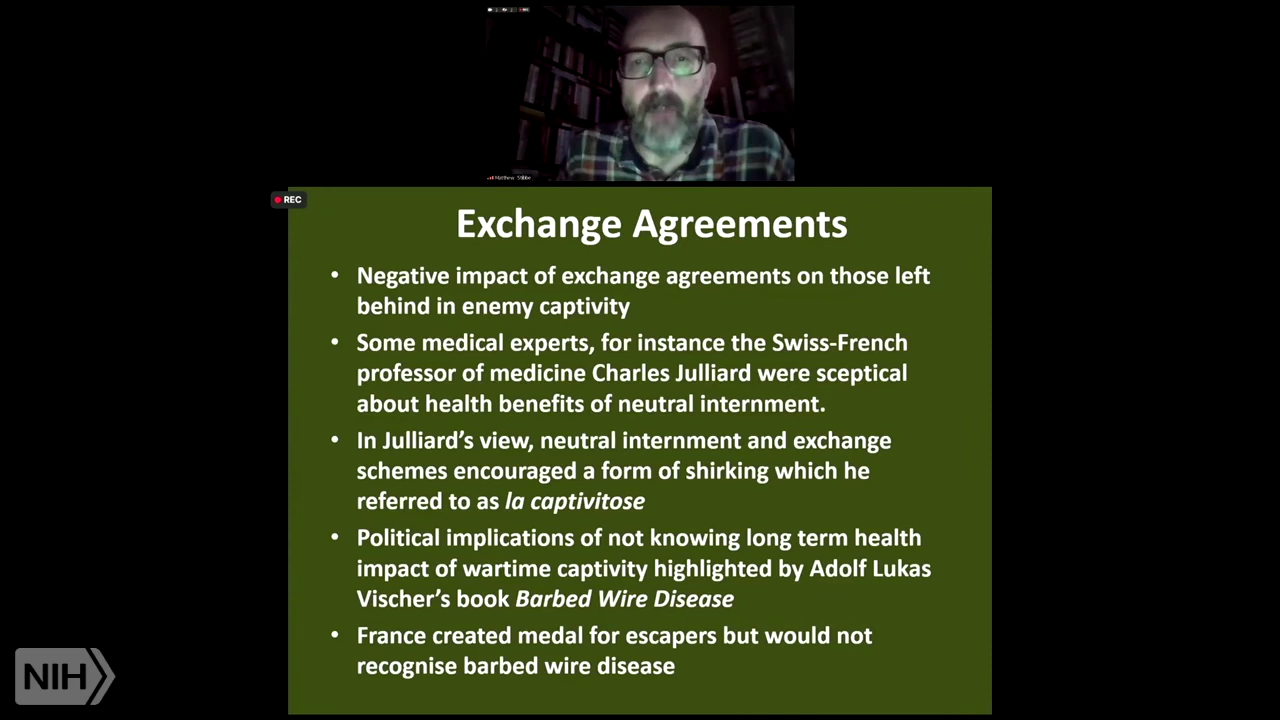 Matthew Stibbe
REC
Exchange Agreements
• Negative impact of exchange agreements on those left
behind in enemy captivity
• Some medical experts, for instance the Swiss-French
professor of medicine Charles Julliard were sceptical
about health benefits of neutral internment.
• In Julliard’s view, neutral internment and exchange
schemes encouraged a form of shirking which he
referred to as la captivitose
• Political implications of not knowing long term health
impact of wartime captivity highlighted by Adolf Lukas
Vischer’s book Barbed Wire Disease
• France created medal for escapers but would not
recognise barbed wire disease
NIH